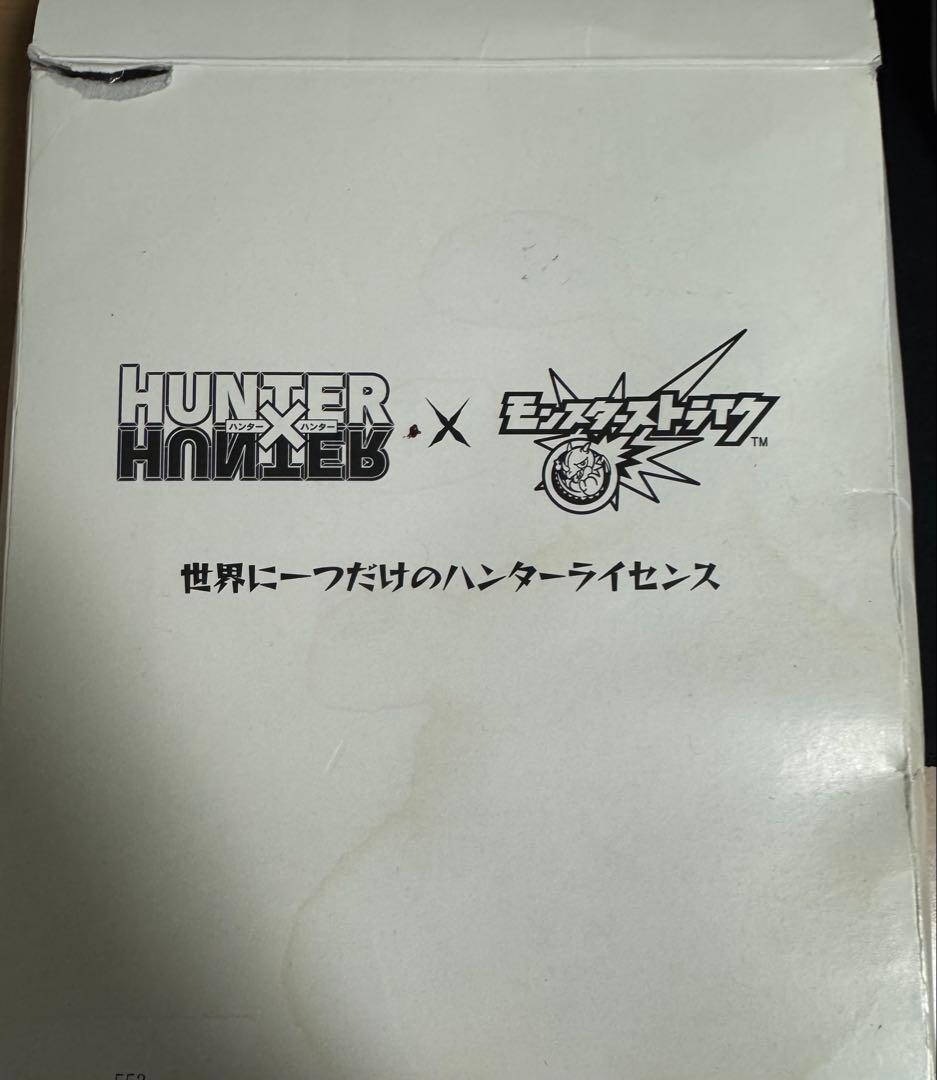 HUNTER
ハンター×ハンター
HUNTER
×
モンスターストライク
TM
世界に一つだけのハンターライセンス